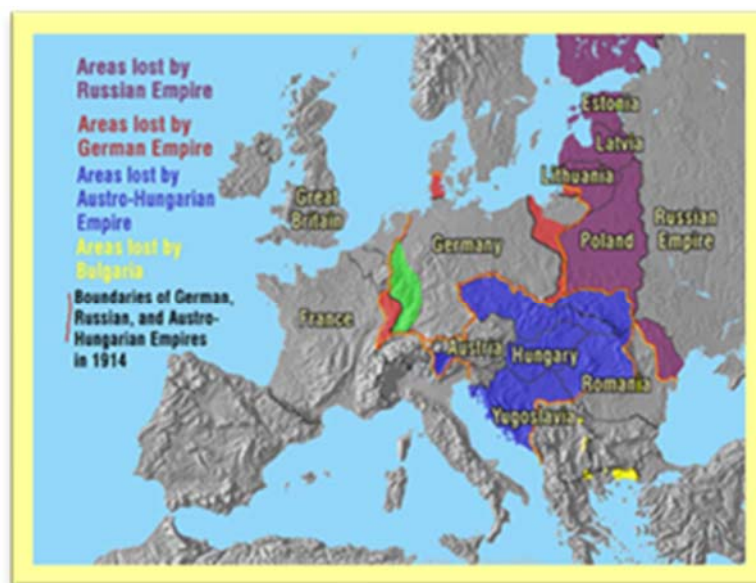 Areas lost by
Russian Empire
Areas lost by
German Empire
Areas lost by
Austro-Hungarian
Empire
Areas lost by
Bulgaria
Boundaries of German,
Russian, and Austro-
Hungarian Empires
in 1914
Estonia
Latvia
Lithuania
Great
Britain
Germany
Poland
Russian
Empire
France
Austria
Hungary
Romania
Yugoslavia